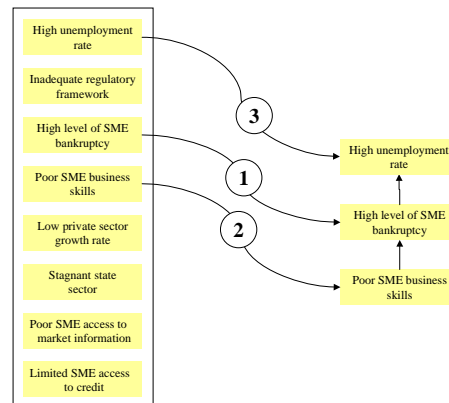 High unemployment
rate
Inadequate regulatory
framework
High level of SME
bankruptcy
Poor SME business
skills
Low private sector
growth rate
Stagnant state
sector
Poor SME access to
market information
Limited SME access
to credit
3
1
2
High unemployment
rate
High level of SME
bankruptcy
Poor SME business
skills